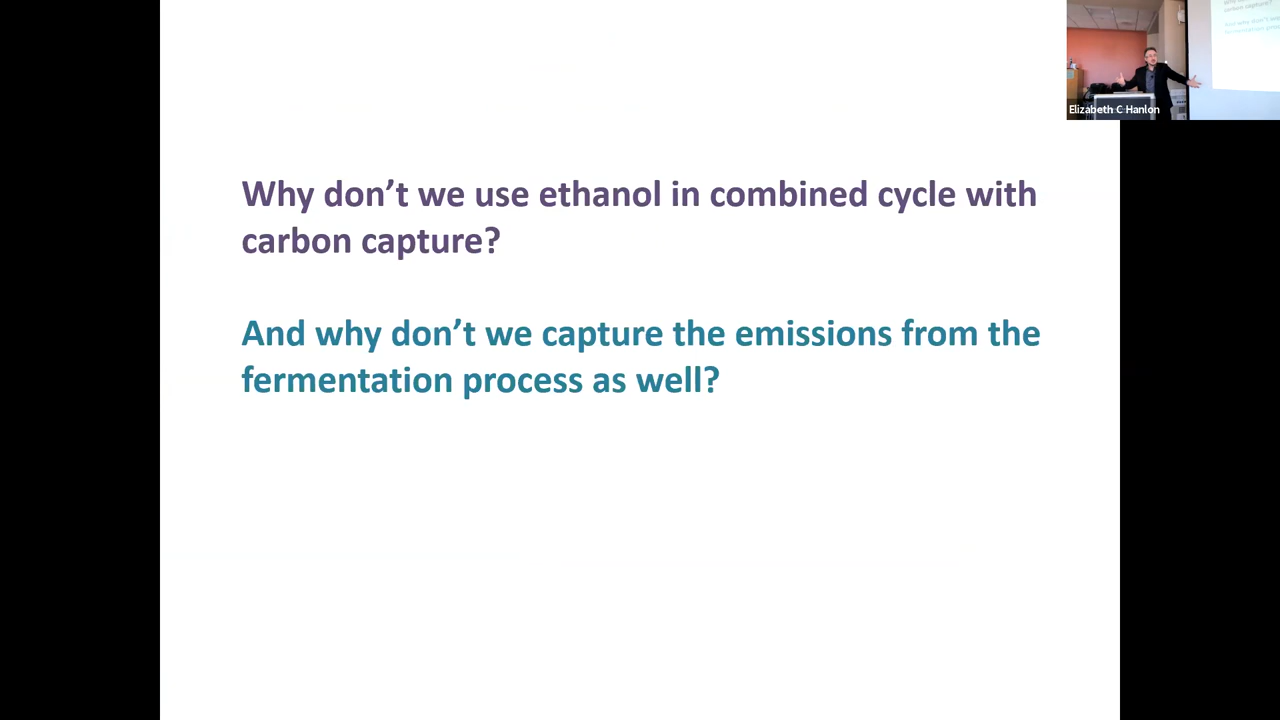 Why don’t we use ethanol in combined cycle with
carbon capture?
And why don’t we capture the emissions from the
fermentation process as well?
Elizabeth C Hanlon